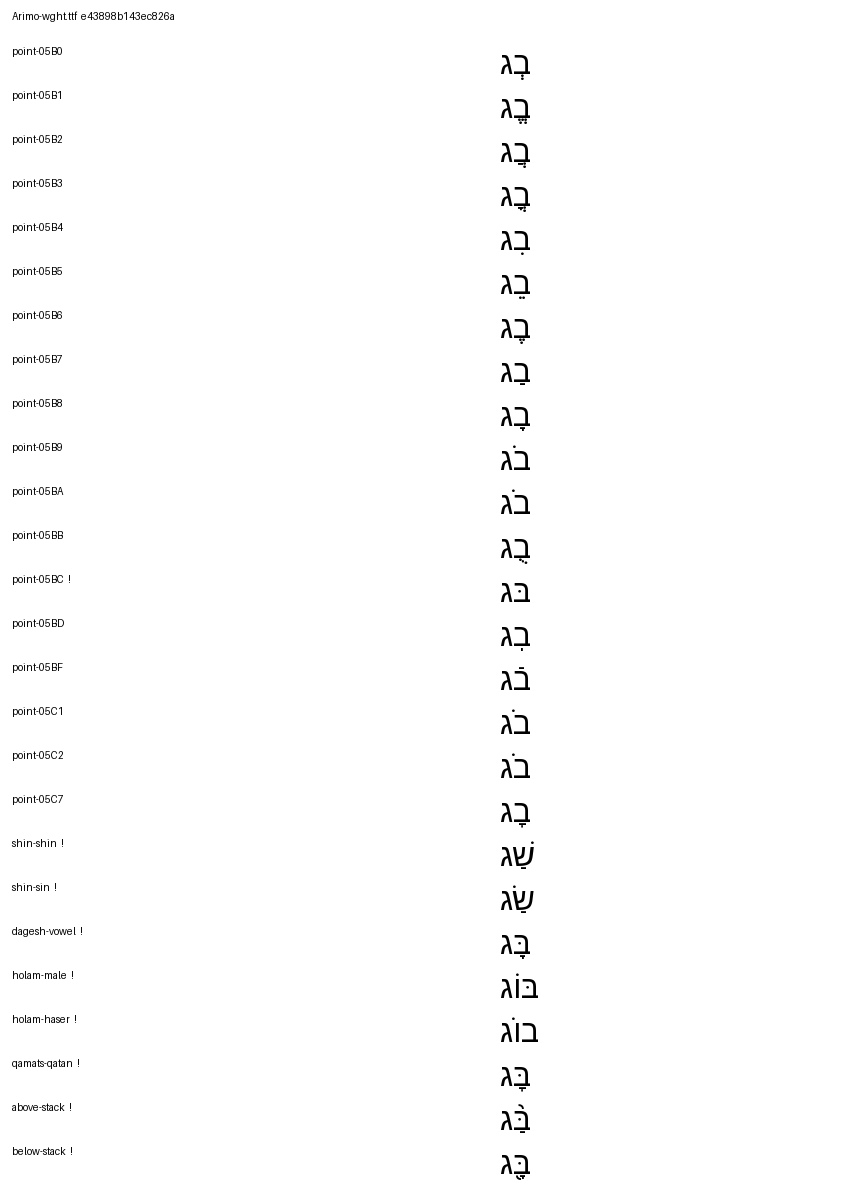 Arimo-wght.ttf e43898b143ec826a
point-05B0 בְג
point-05B1 בֱג
point-05B2 בֲג
point-05B3 בֳג
point-05B4 בִג
point-05B5 בֵג
point-05B6 בֶג
point-05B7 בַג
point-05B8 בָג
point-05B9 בֹג
point-05BA בֺג
point-05BB בֻג
point-05BC ! בּג
point-05BD בֽג
point-05BF בֿג
point-05C1 בׁג
point-05C2 בׂג
point-05C7 בׇג
shin-shin ! שַׁג
shin-sin ! שַׂג
dagesh-vowel ! בָּג
holam-male ! בּוֹג
holam-haser ! בוֺג
qamats-qatan ! בׇּג
above-stack ! בַּ֨ג
below-stack ! בָּ֖ג